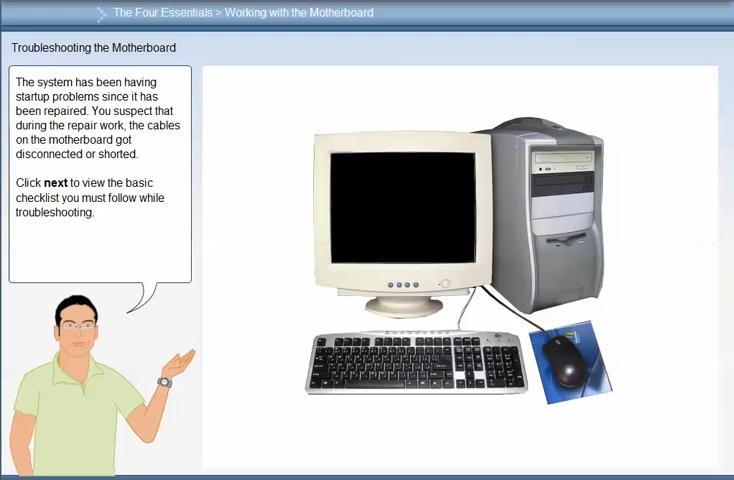 The Four Essentials > Working with the Motherboard
Troubleshooting the Motherboard
The system has been having
startup problems since it has
been repaired. You suspect that
during the repair work, the cables
on the motherboard got
disconnected or shorted.
Click next to view the basic
checklist you must follow while
troubleshooting.